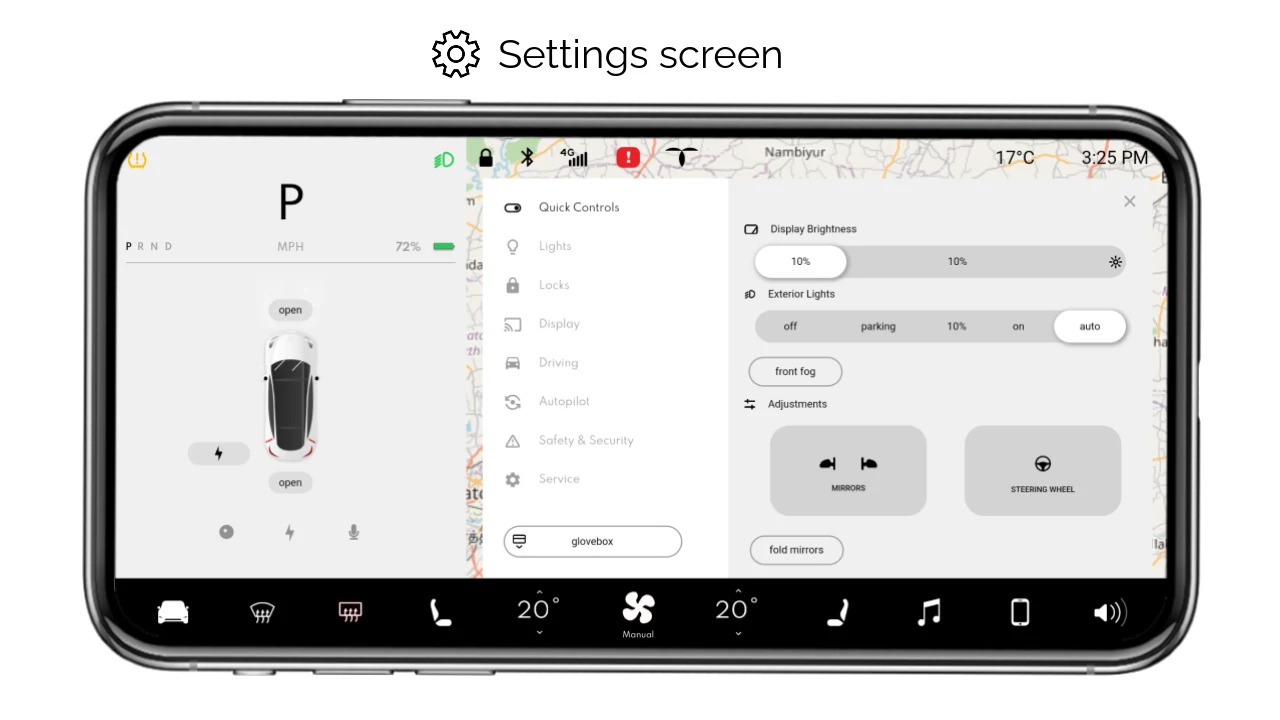 Settings screen
4G
Nambiyur
17°C
3:25 PM
P
P R N D
MPH
72%
open
open
Quick Controls
Lights
Locks
Display
Driving
Autopilot
Safety & Security
Service
glovebox
Display Brightness
10%
10%
Exterior Lights
off
parking
10%
on
auto
front fog
Adjustments
MIRRORS
STEERING WHEEL
fold mirrors
20°
Manual
20°